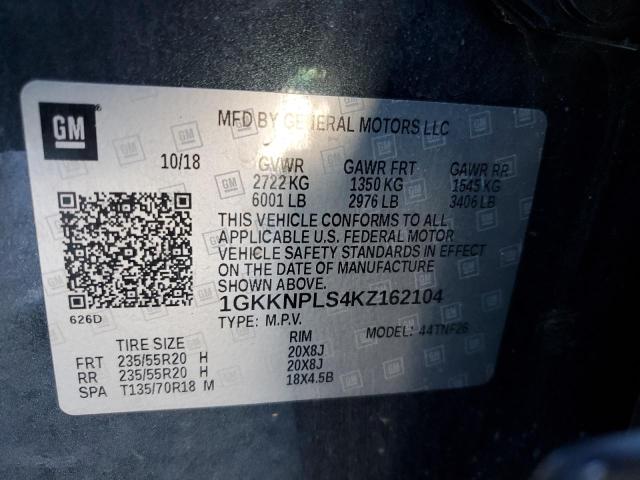 GM
MFD BY GENERAL MOTORS LLC
10/18 GVWR GAWR FRT GAWR RR
2722 KG 1350 KG 1545 KG
6001 LB 2976 LB 3406 LB
THIS VEHICLE CONFORMS TO ALL
APPLICABLE U.S. FEDERAL MOTOR
VEHICLE SAFETY STANDARDS IN EFFECT
ON THE DATE OF MANUFACTURE
SHOWN ABOVE.
1GKKNPLS4KZ162104
626D TYPE: M.P.V. MODEL: 44TNF26
TIRE SIZE RIM
FRT 235/55R20 H 20X8J
RR 235/55R20 H 20X8J
SPA T135/70R18 M 18X4.5B